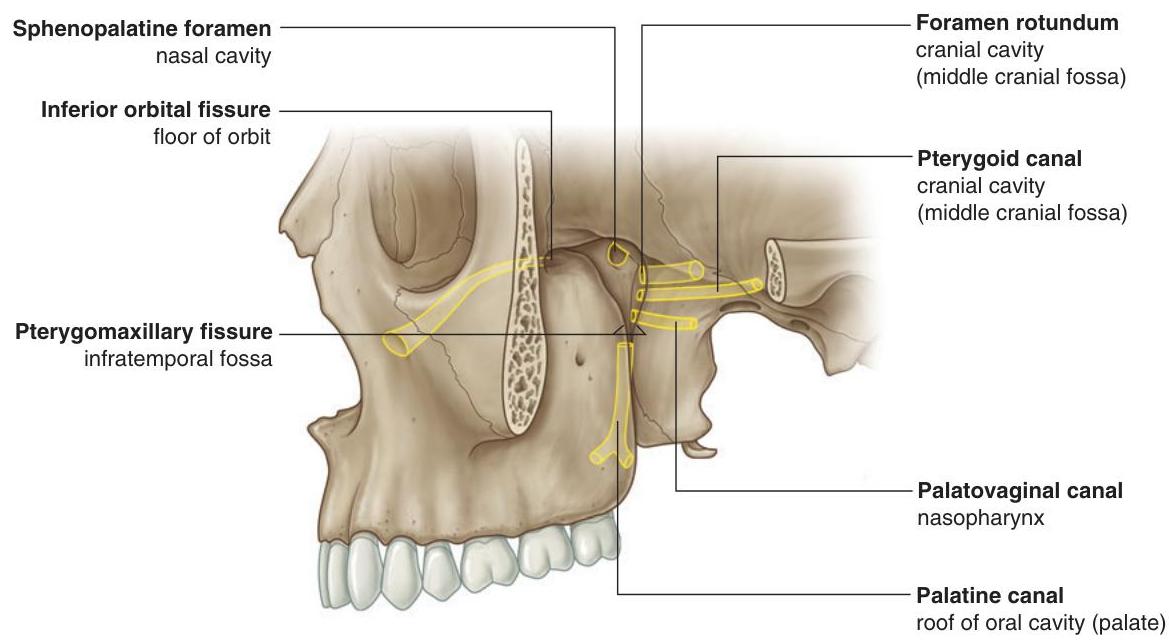 Sphenopalatine foramen
nasal cavity
Inferior orbital fissure
floor of orbit
Pterygomaxillary fissure
infratemporal fossa
Foramen rotundum
cranial cavity
(middle cranial fossa)
Pterygoid canal
cranial cavity
(middle cranial fossa)
Palatovaginal canal
nasopharynx
Palatine canal
roof of oral cavity (palate)